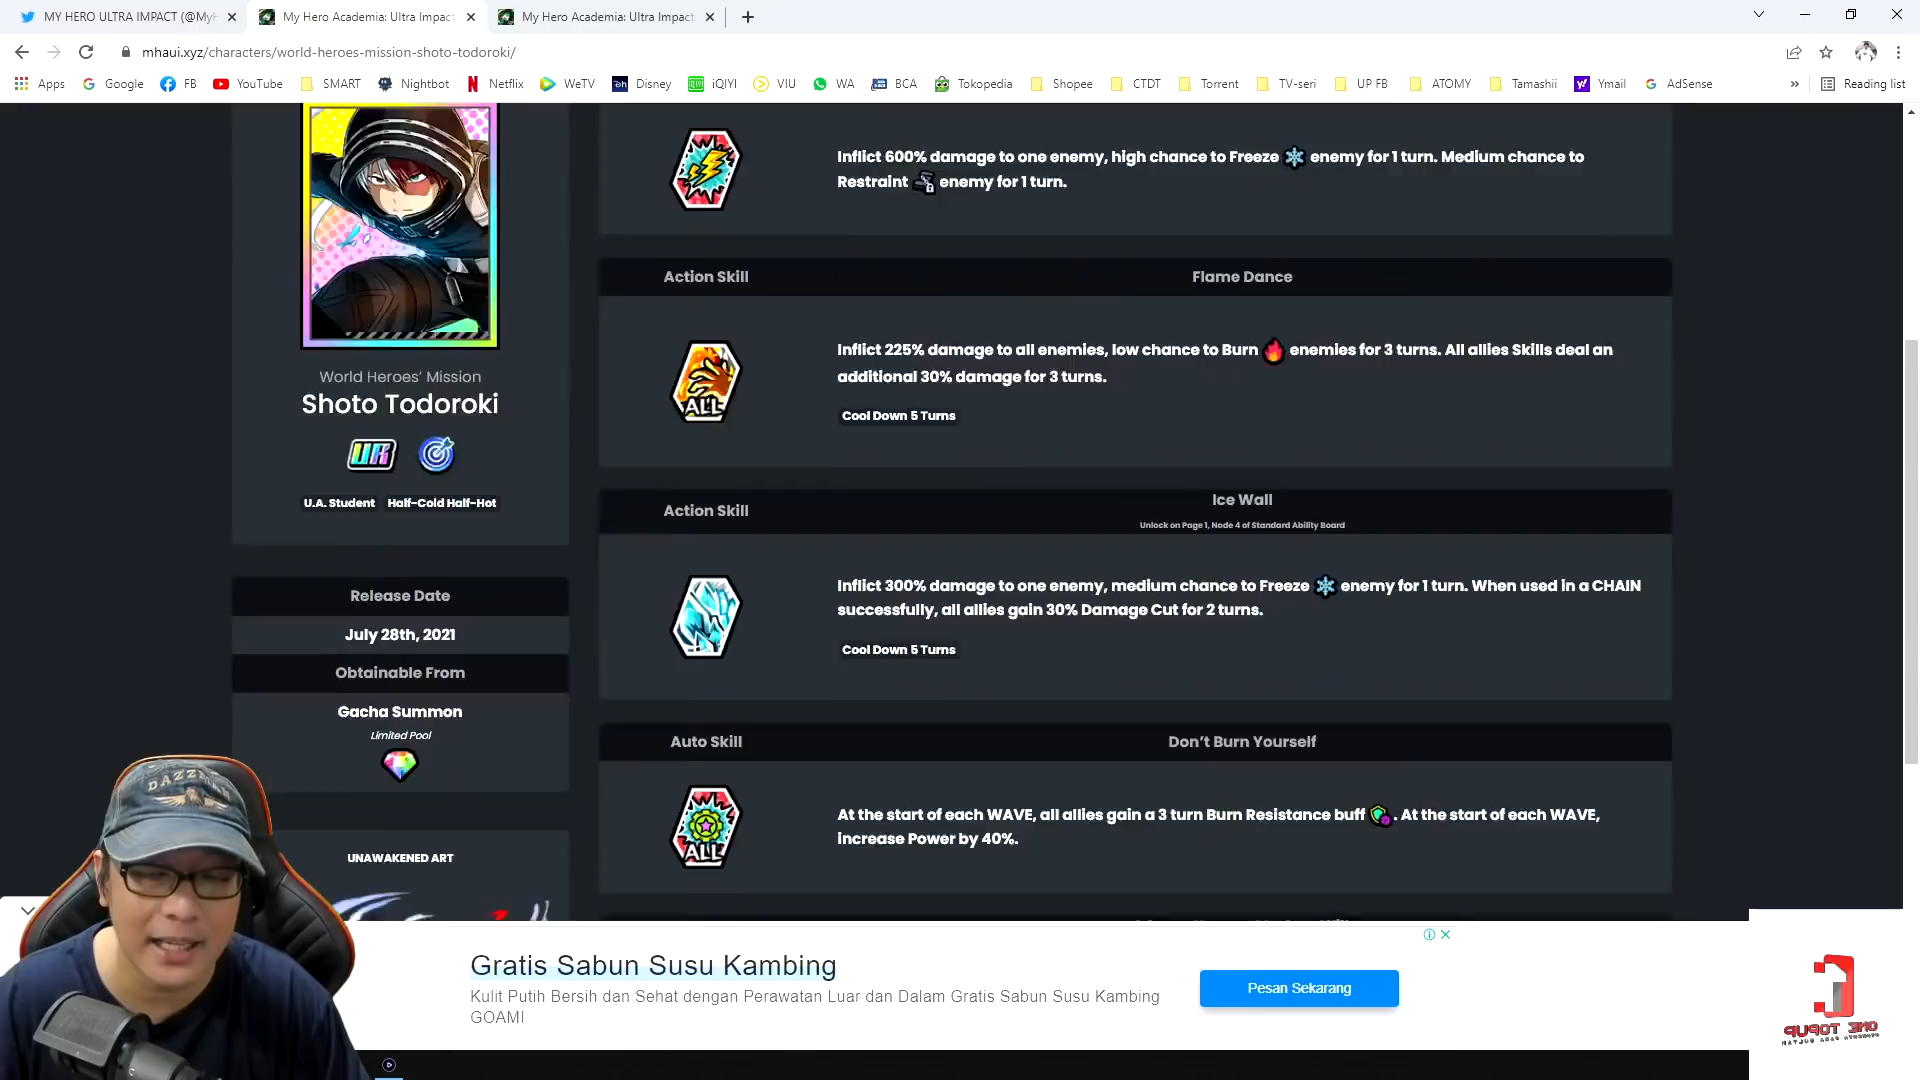 MY HERO ULTRA IMPACT (@MyH
My Hero Academia: Ultra Impact
My Hero Academia: Ultra Impact
mhaui.xyz/characters/world-heroes-mission-shoto-todoroki/
Apps
Google
FB
YouTube
SMART
Nightbot
Netflix
WeTV
Disney
iQIYI
VIU
WA
BCA
Tokopedia
Shopee
CTDT
Torrent
TV-seri
UP FB
ATOMY
Tamashii
Ymail
AdSense
Reading list
Inflict 600% damage to one enemy, high chance to Freeze enemy for 1 turn. Medium chance to
Restraint enemy for 1 turn.
Action Skill
Flame Dance
ALL
Inflict 225% damage to all enemies, low chance to Burn enemies for 3 turns. All allies Skills deal an
additional 30% damage for 3 turns.
Cool Down 5 Turns
World Heroes' Mission
Shoto Todoroki
UR
U.A. Student
Half-Cold Half-Hot
Action Skill
Ice Wall
Unlock on Page 1, Node 4 of Standard Ability Board
Inflict 300% damage to one enemy, medium chance to Freeze enemy for 1 turn. When used in a CHAIN
successfully, all allies gain 30% Damage Cut for 2 turns.
Cool Down 5 Turns
Release Date
July 28th, 2021
Obtainable From
Gacha Summon
Limited Pool
Auto Skill
Don't Burn Yourself
ALL
At the start of each WAVE, all allies gain a 3 turn Burn Resistance buff . At the start of each WAVE,
increase Power by 40%.
UNAWAKENED ART
Gratis Sabun Susu Kambing
Kulit Putih Bersih dan Sehat dengan Perawatan Luar dan Dalam Gratis Sabun Susu Kambing
GOAMI
Pesan Sekarang